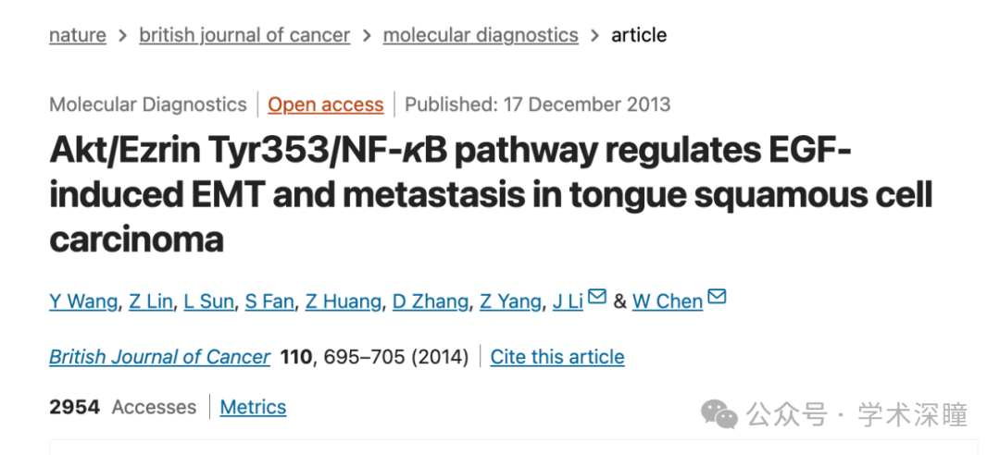 nature > british journal of cancer > molecular diagnostics > article
Molecular Diagnostics | Open access | Published: 17 December 2013
Akt/Ezrin Tyr353/NF-κB pathway regulates EGF-
induced EMT and metastasis in tongue squamous cell
carcinoma
Y Wang, Z Lin, L Sun, S Fan, Z Huang, D Zhang, Z Yang, J Li & W Chen
British Journal of Cancer 110, 695–705 (2014) | Cite this article
2954 Accesses | Metrics
公众号 · 学术深瞳